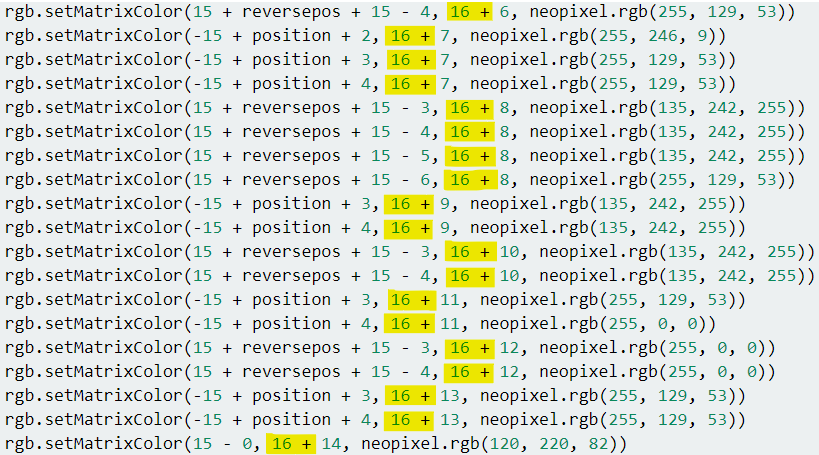 rgb.setMatrixColor(15 + reversepos + 15 - 4, 16 + 6, neopixel.rgb(255, 129, 53))
rgb.setMatrixColor(-15 + position + 2, 16 + 7, neopixel.rgb(255, 246, 9))
rgb.setMatrixColor(-15 + position + 3, 16 + 7, neopixel.rgb(255, 129, 53))
rgb.setMatrixColor(-15 + position + 4, 16 + 7, neopixel.rgb(255, 129, 53))
rgb.setMatrixColor(15 + reversepos + 15 - 3, 16 + 8, neopixel.rgb(135, 242, 255))
rgb.setMatrixColor(15 + reversepos + 15 - 4, 16 + 8, neopixel.rgb(135, 242, 255))
rgb.setMatrixColor(15 + reversepos + 15 - 5, 16 + 8, neopixel.rgb(135, 242, 255))
rgb.setMatrixColor(15 + reversepos + 15 - 6, 16 + 8, neopixel.rgb(255, 129, 53))
rgb.setMatrixColor(-15 + position + 3, 16 + 9, neopixel.rgb(135, 242, 255))
rgb.setMatrixColor(-15 + position + 4, 16 + 9, neopixel.rgb(135, 242, 255))
rgb.setMatrixColor(15 + reversepos + 15 - 3, 16 + 10, neopixel.rgb(135, 242, 255))
rgb.setMatrixColor(15 + reversepos + 15 - 4, 16 + 10, neopixel.rgb(135, 242, 255))
rgb.setMatrixColor(-15 + position + 3, 16 + 11, neopixel.rgb(255, 129, 53))
rgb.setMatrixColor(-15 + position + 4, 16 + 11, neopixel.rgb(255, 0, 0))
rgb.setMatrixColor(15 + reversepos + 15 - 3, 16 + 12, neopixel.rgb(255, 0, 0))
rgb.setMatrixColor(15 + reversepos + 15 - 4, 16 + 12, neopixel.rgb(255, 0, 0))
rgb.setMatrixColor(-15 + position + 3, 16 + 13, neopixel.rgb(255, 129, 53))
rgb.setMatrixColor(-15 + position + 4, 16 + 13, neopixel.rgb(255, 129, 53))
rgb.setMatrixColor(15 - 0, 16 + 14, neopixel.rgb(120, 220, 82))